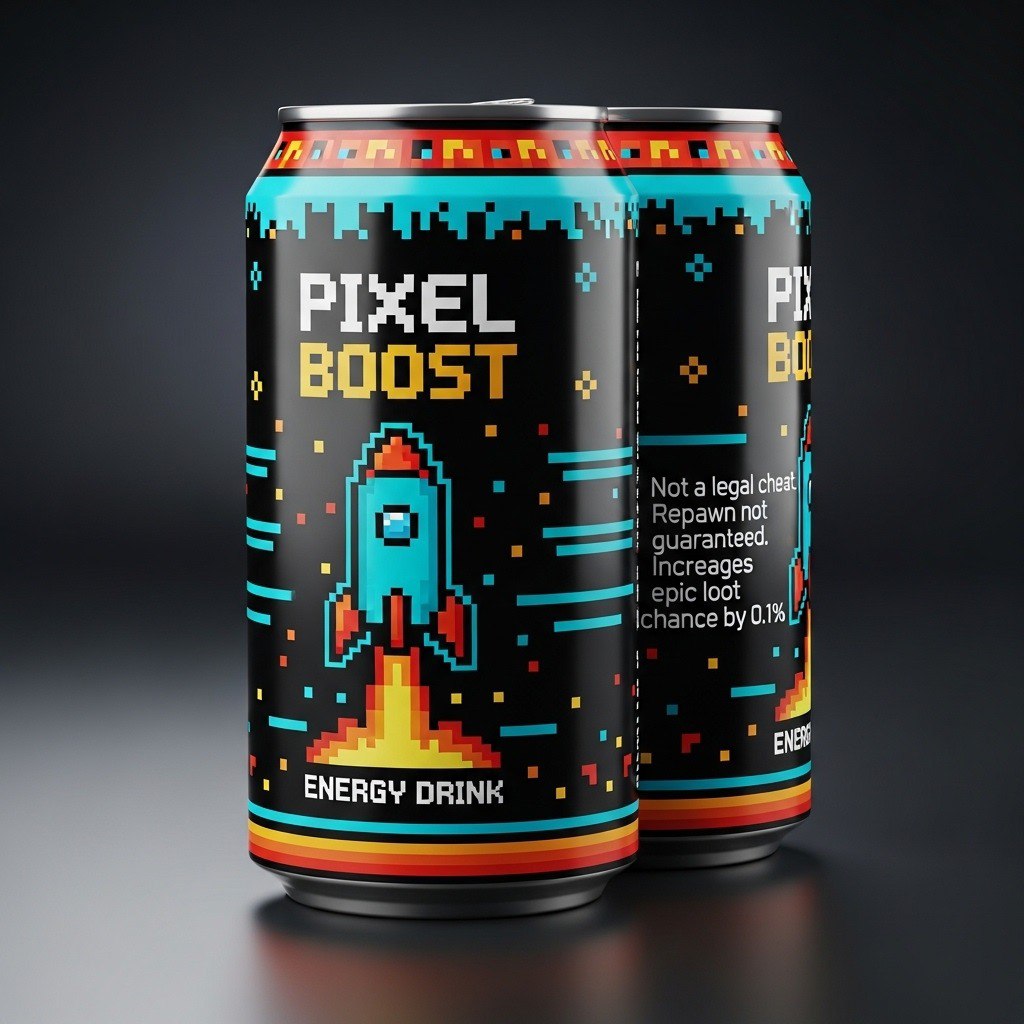 PIXEL
BOOST
ENERGY DRINK
Not a legal cheat.
Repawn not
guaranteed.
Increages
epic loot
chance by 0.1%